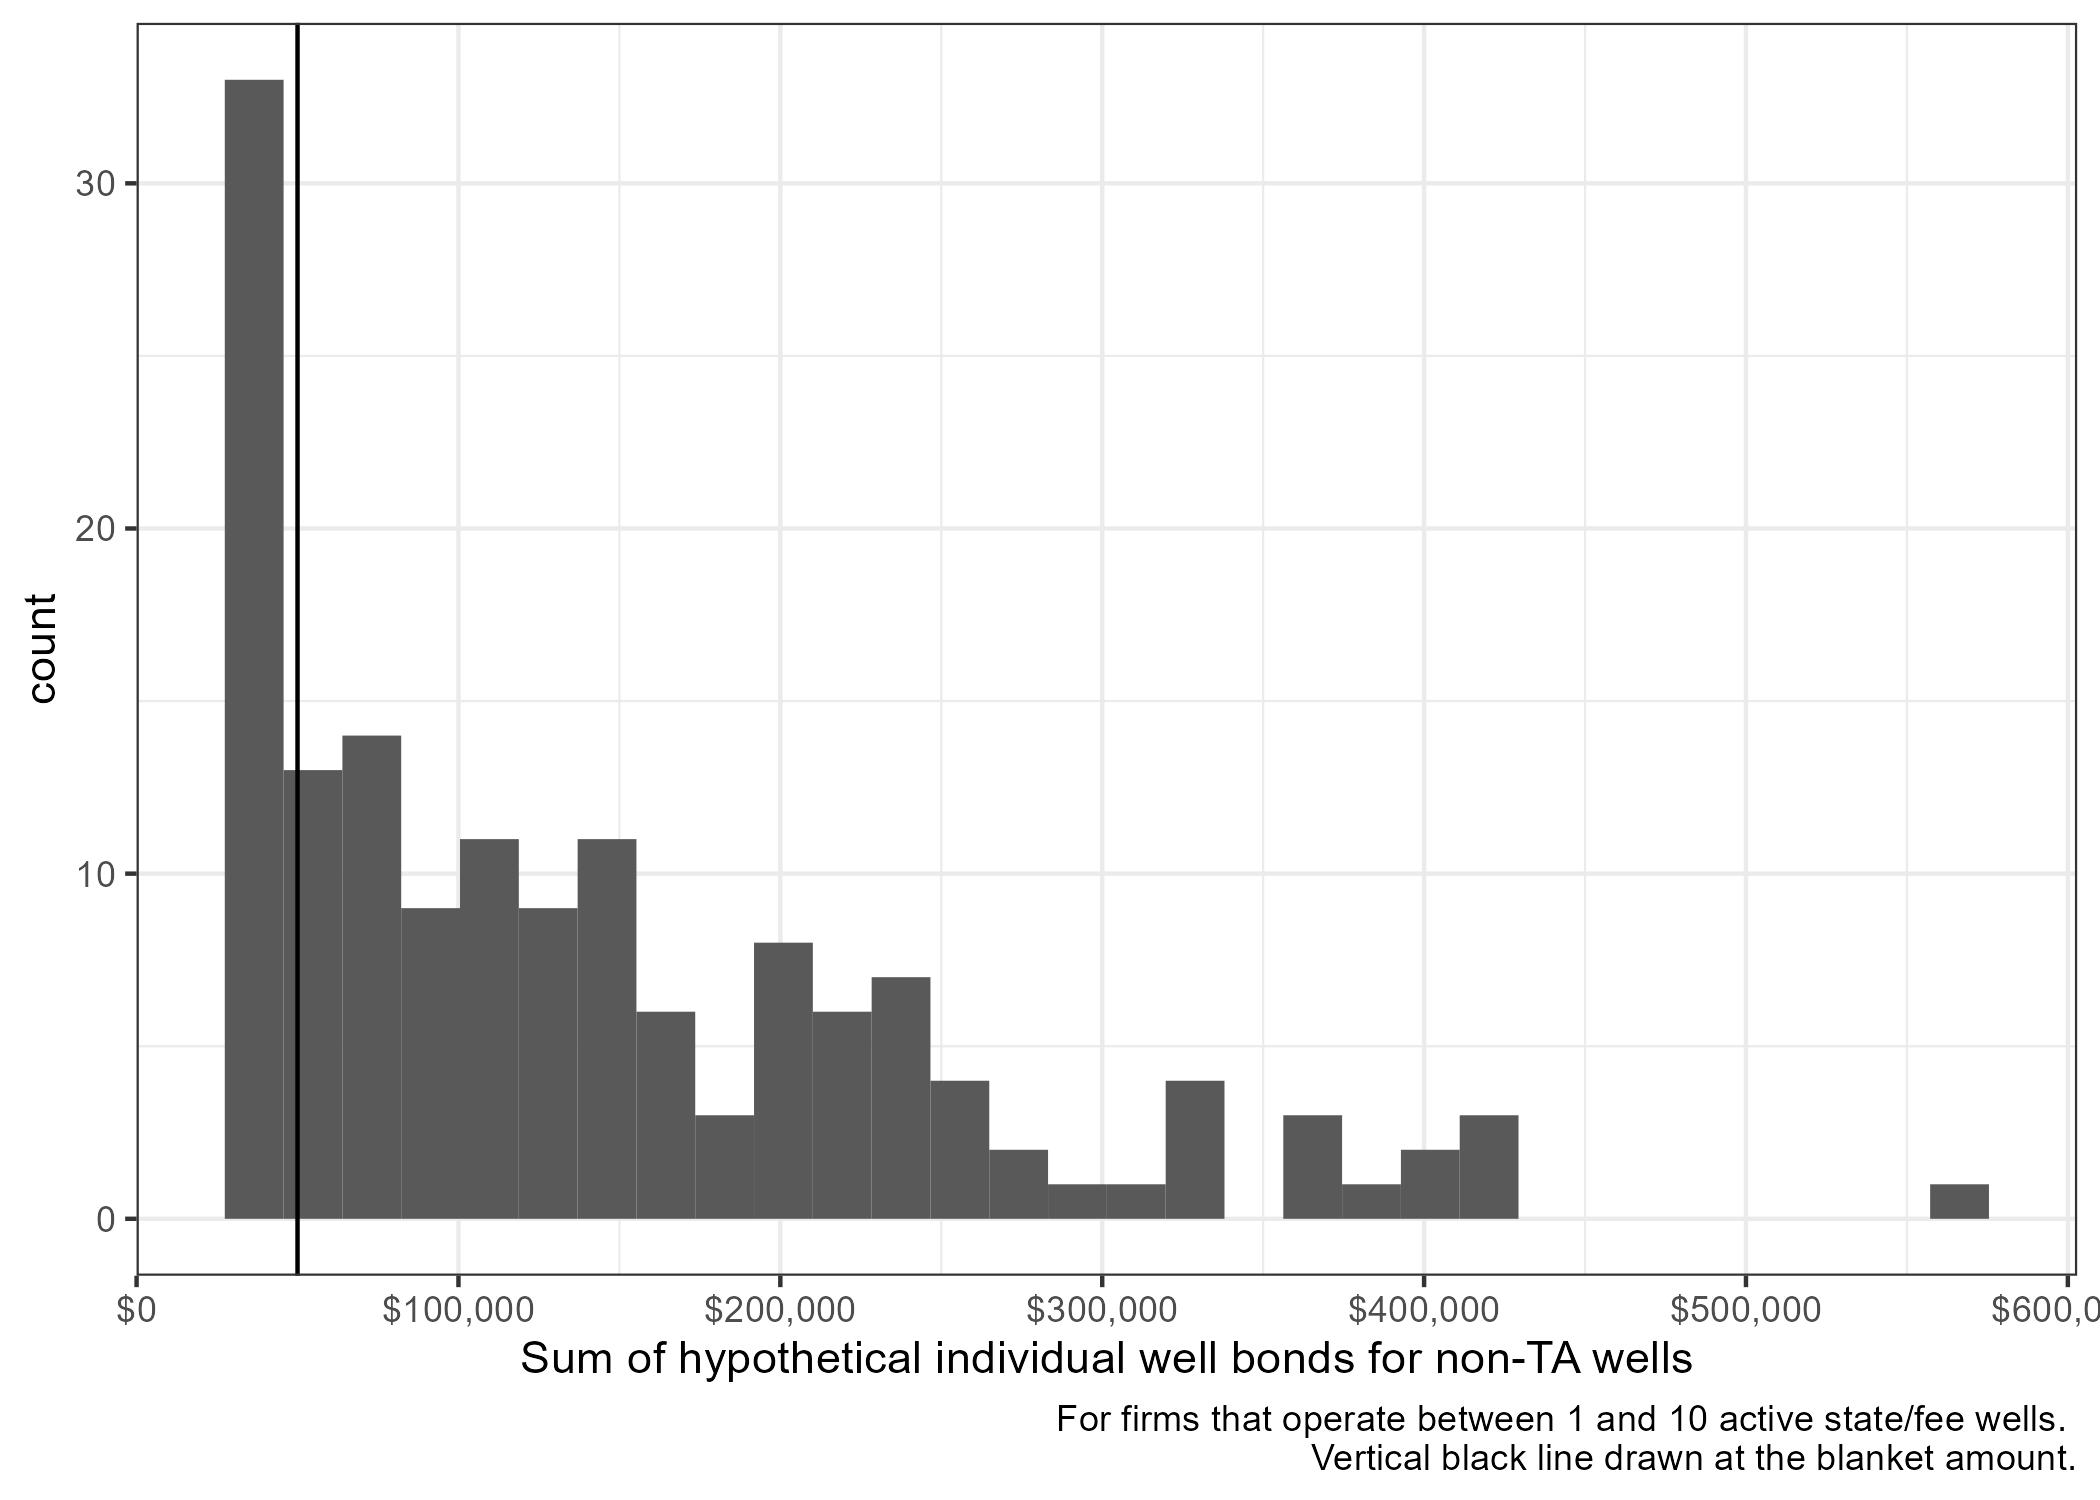 30
20
10
0
count
$0
$100,000
$200,000
$300,000
$400,000
$500,000
$600,0
Sum of hypothetical individual well bonds for non-TA wells
For firms that operate between 1 and 10 active state/fee wells.
Vertical black line drawn at the blanket amount.